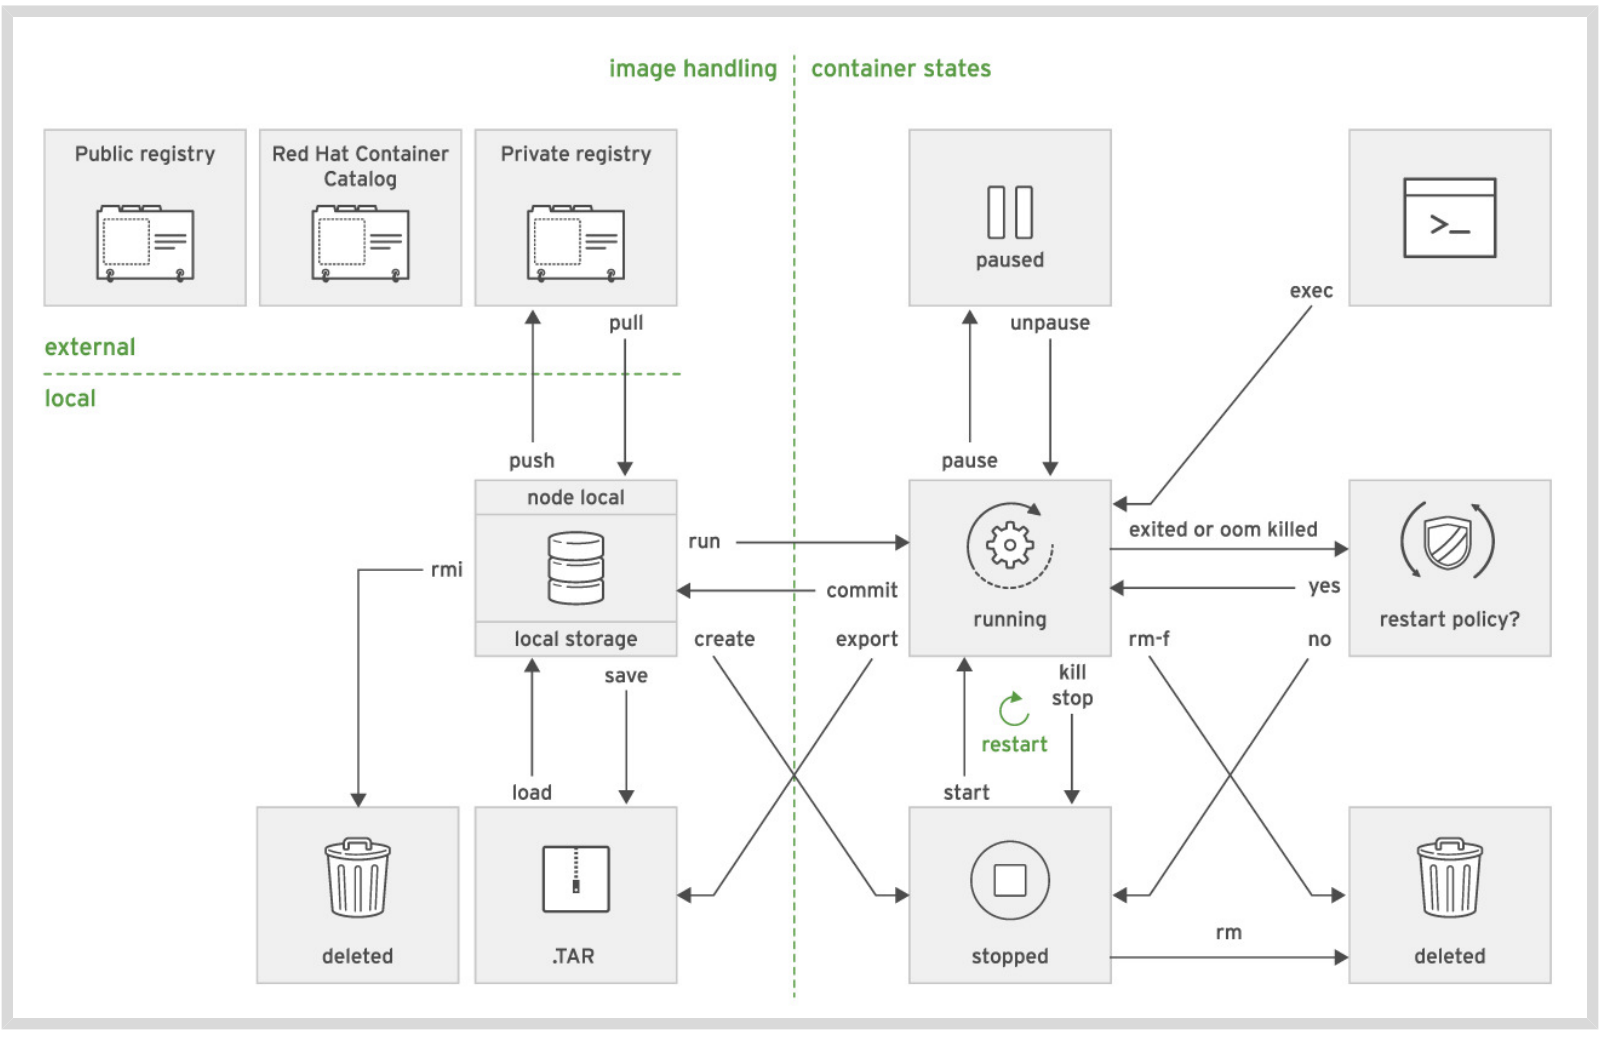 image handling
container states
Public registry
Red Hat Container
Catalog
Private registry
paused
>_
exec
pull
unpause
external
local
push
pause
node local
run
exited or oom killed
rmi
commit
yes
running
restart policy?
local storage
create
export
rm-f
no
save
kill
stop
restart
load
start
rm
deleted
.TAR
stopped
deleted